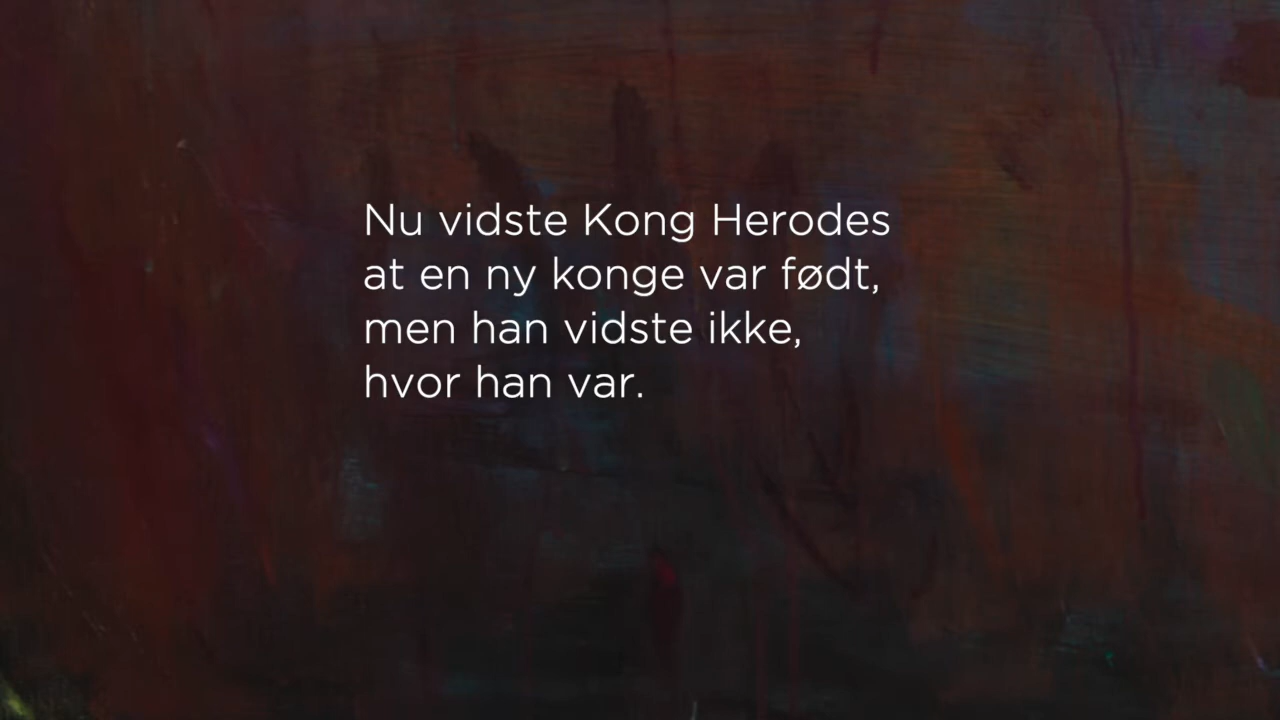 Nu vidste Kong Herodes
at en ny konge var født,
men han vidste ikke,
hvor han var.